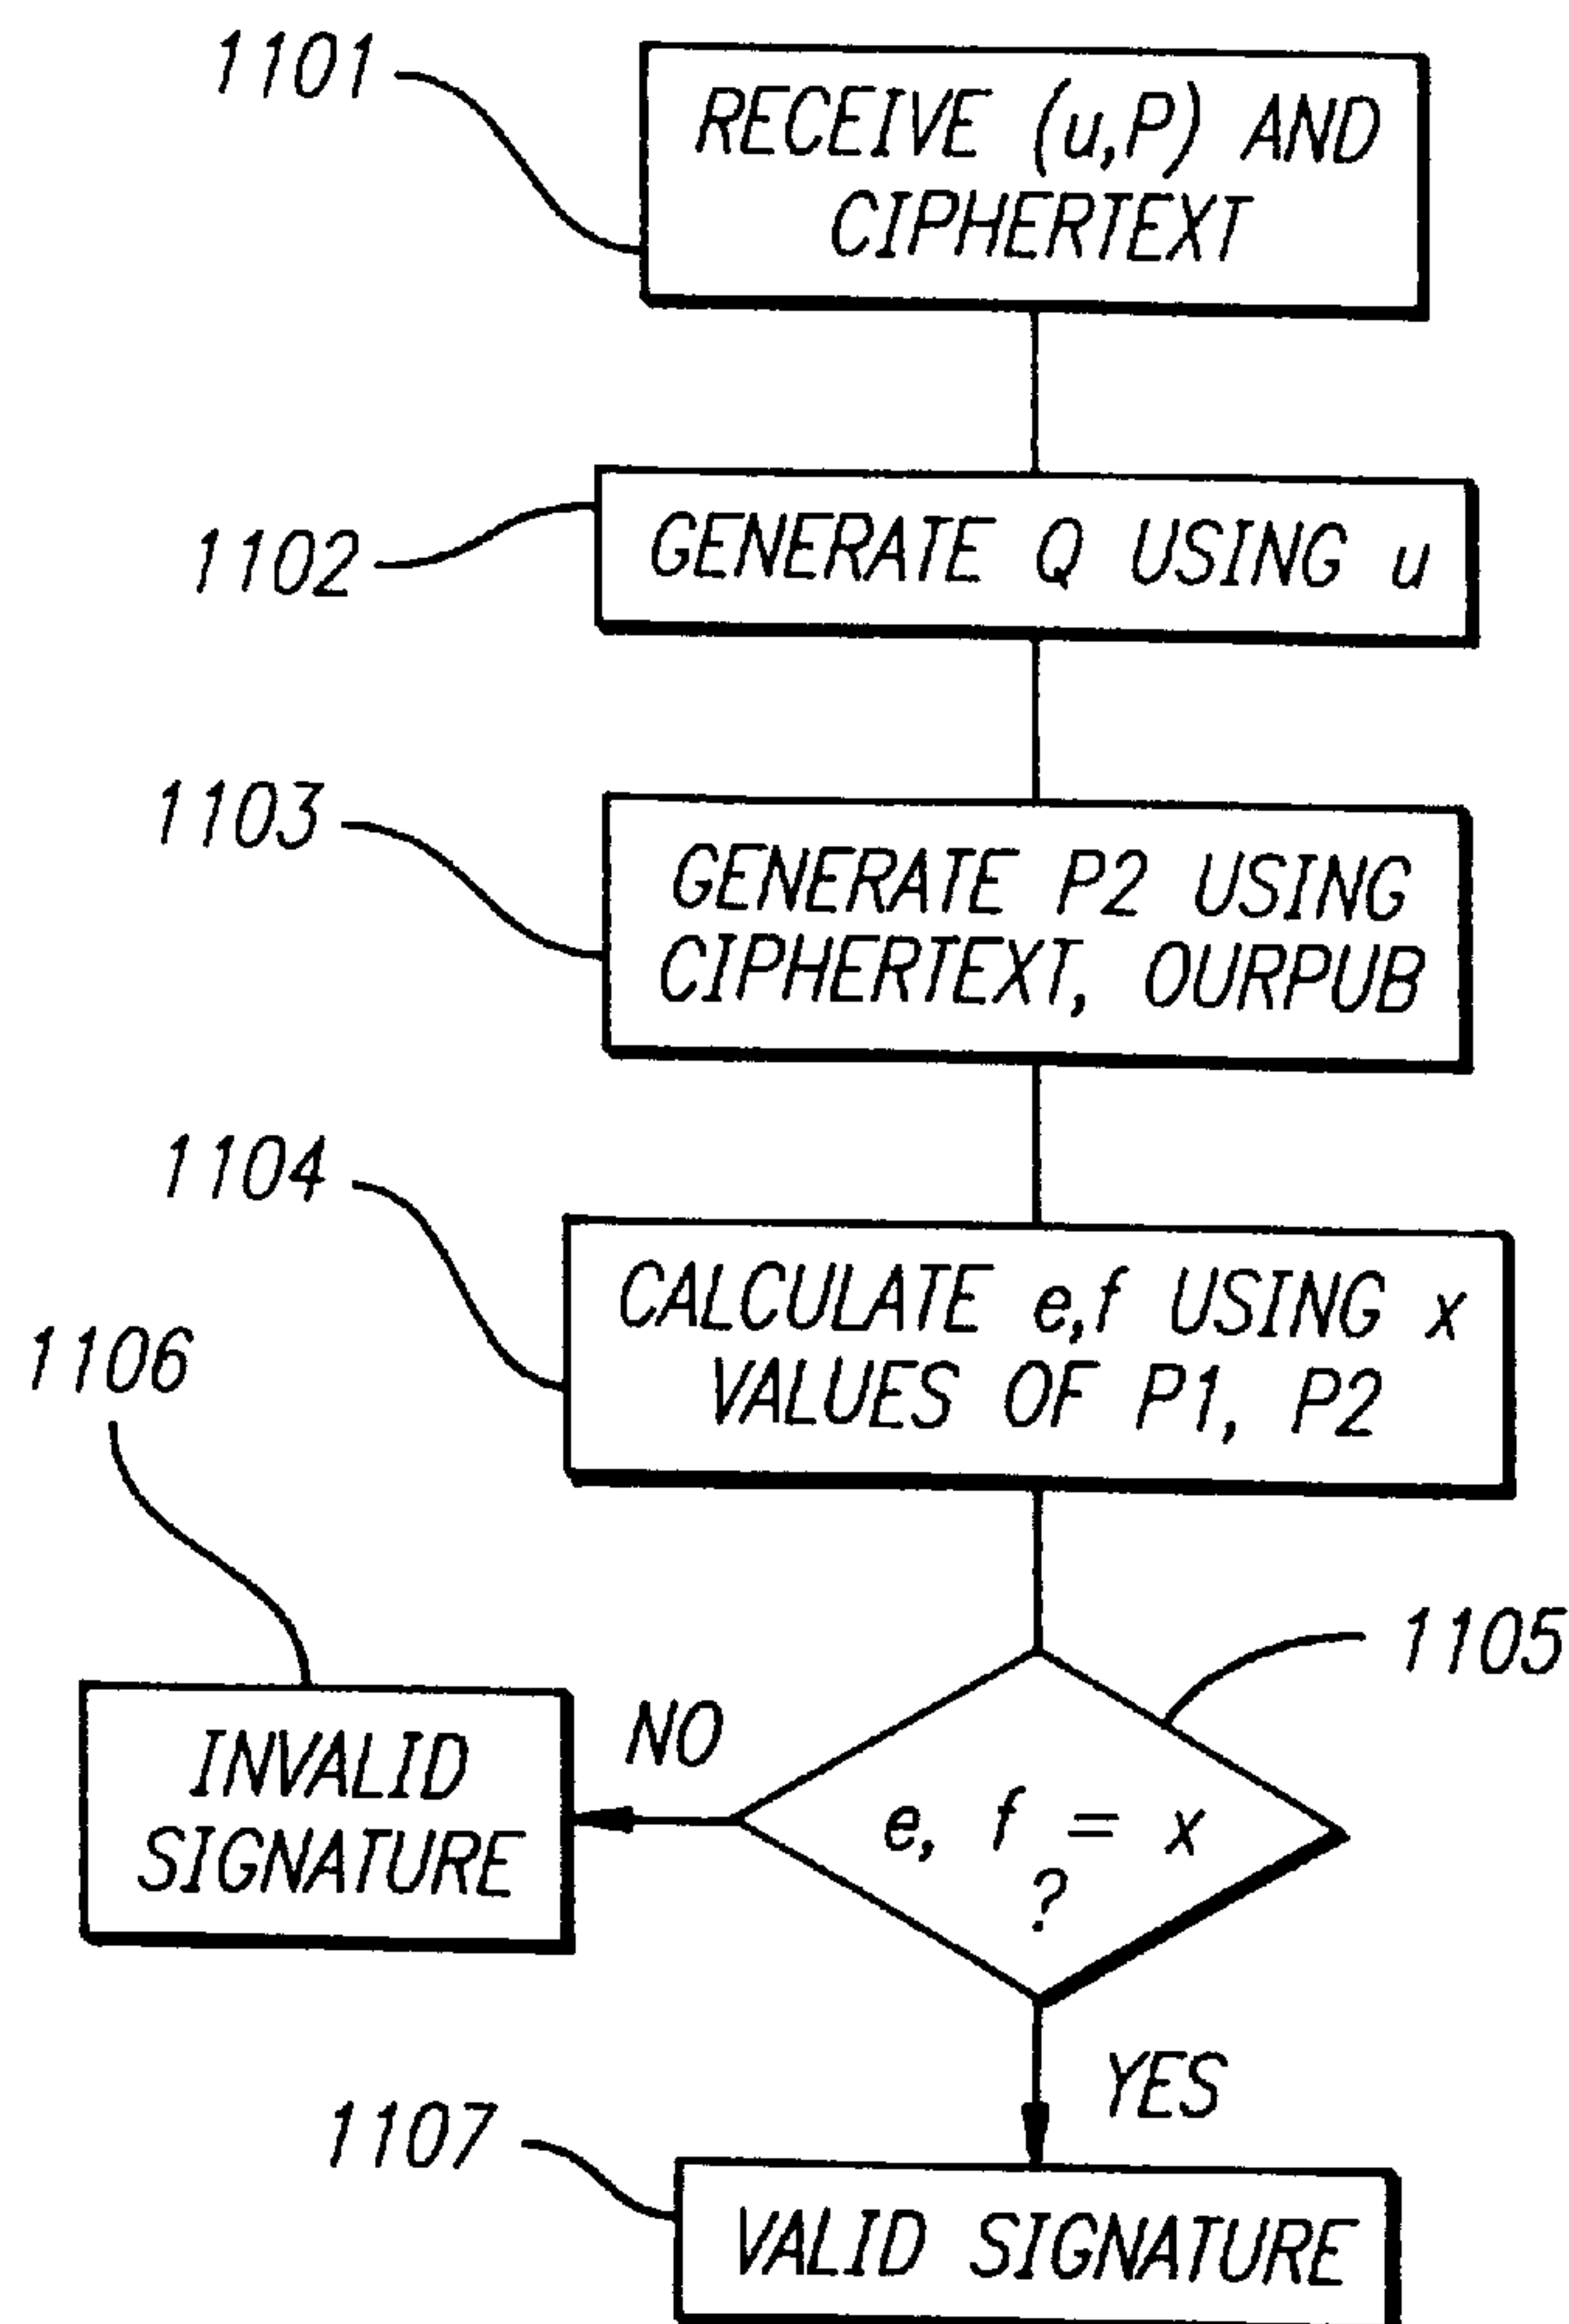 1101
RECEIVE (u,P) AND
CIPHERTEXT
1102
GENERATE Q USING u
1103
GENERATE P2 USING
CIPHERTEXT, OURPUB
1104
CALCULATE e,f USING x
VALUES OF P1, P2
1106
1105
INVALID
SIGNATURE
NO
e, f = x
?
YES
1107
VALID SIGNATURE